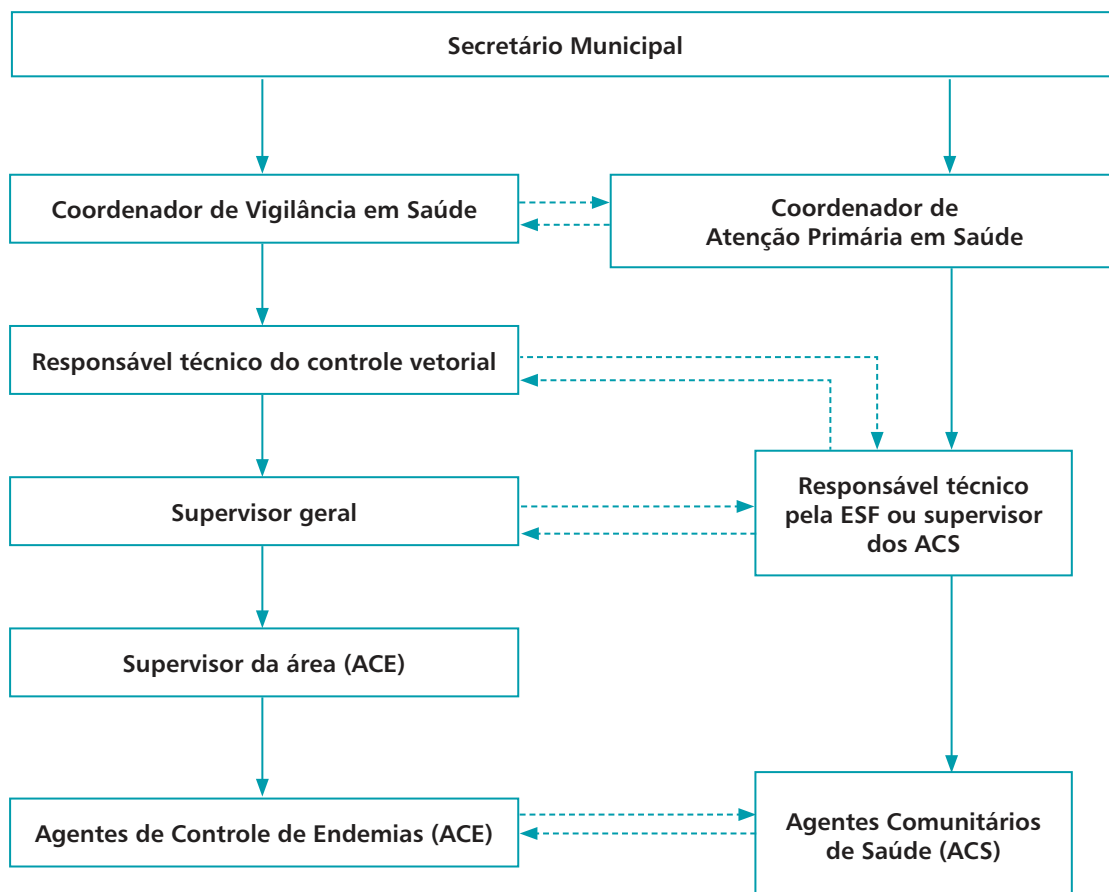 Secretário Municipal
Coordenador de Vigilância em Saúde
Coordenador de
Atenção Primária em Saúde
Responsável técnico do controle vetorial
Supervisor geral
Responsável técnico
pela ESF ou supervisor
dos ACS
Supervisor da área (ACE)
Agentes de Controle de Endemias (ACE)
Agentes Comunitários
de Saúde (ACS)